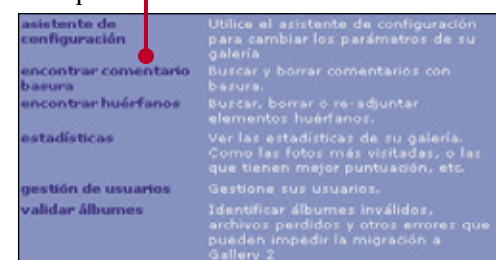 asistente de
configuración
Utilice el asistente de configuración
para cambiar los parámetros de su
galería
encontrar comentario
basura
Buscar y borrar comentarios con
basura.
encontrar huérfanos
Buscar, borrar o re-adjuntar
elementos huérfanos.
estadísticas
Ver las estadísticas de su galería.
Como las fotos más visitadas, o las
que tienen mejor puntuación, etc.
gestión de usuarios
Gestione sus usuarios.
validar álbumes
Identificar álbumes inválidos,
archivos perdidos y otros errores que
pueden impedir la migración a
Gallery 2